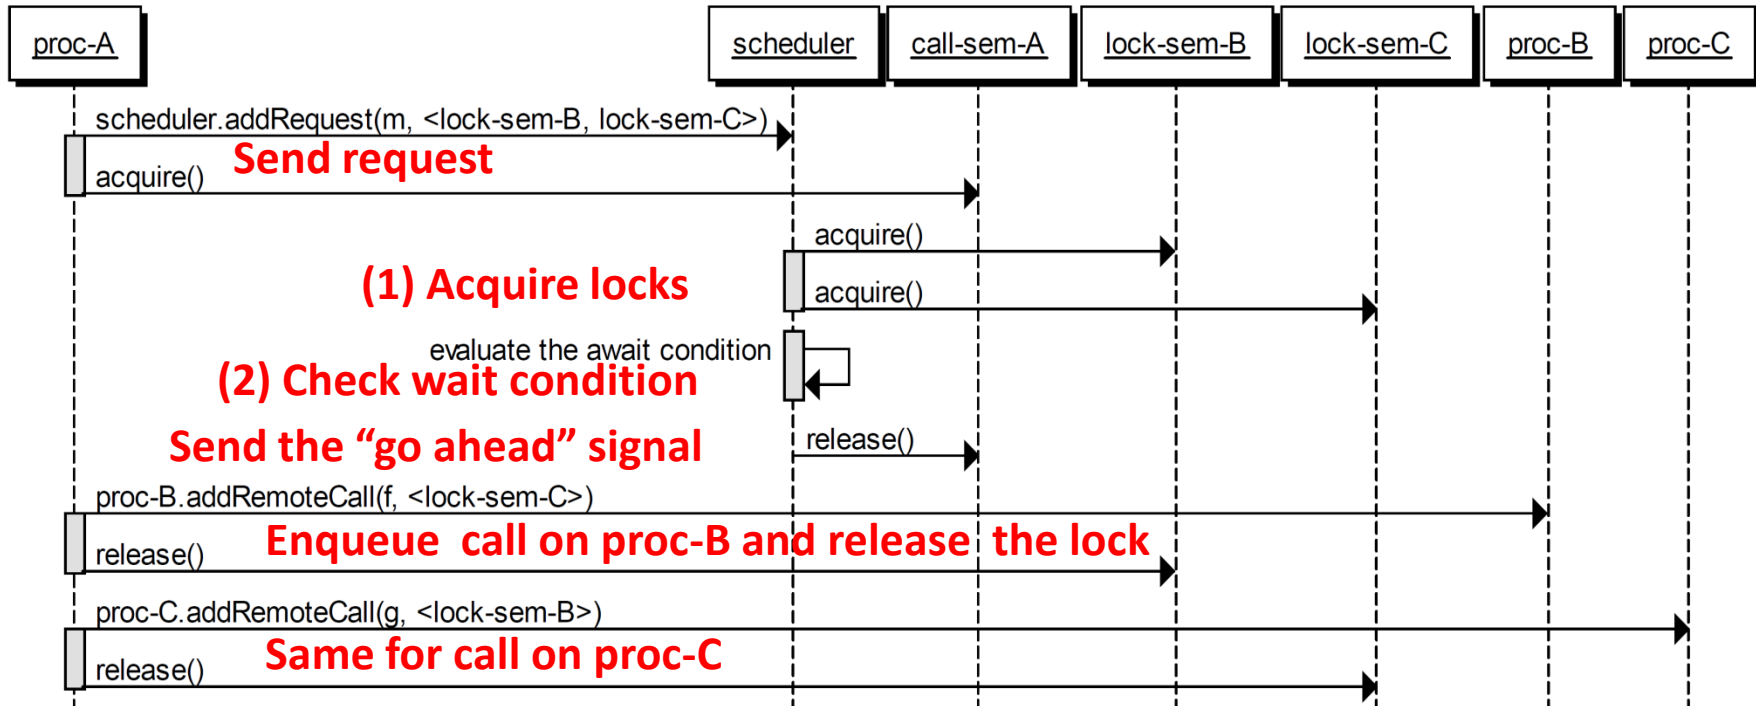 proc-A scheduler call-sem-A lock-sem-B lock-sem-C proc-B proc-C
scheduler.addRequest(m, <lock-sem-B, lock-sem-C>)
Send request
acquire()
acquire()
(1) Acquire locks
acquire()
evaluate the await condition
(2) Check wait condition
Send the “go ahead” signal
release()
proc-B.addRemoteCall(f, <lock-sem-C>)
Enqueue call on proc-B and release the lock
release()
proc-C.addRemoteCall(g, <lock-sem-B>)
Same for call on proc-C
release()